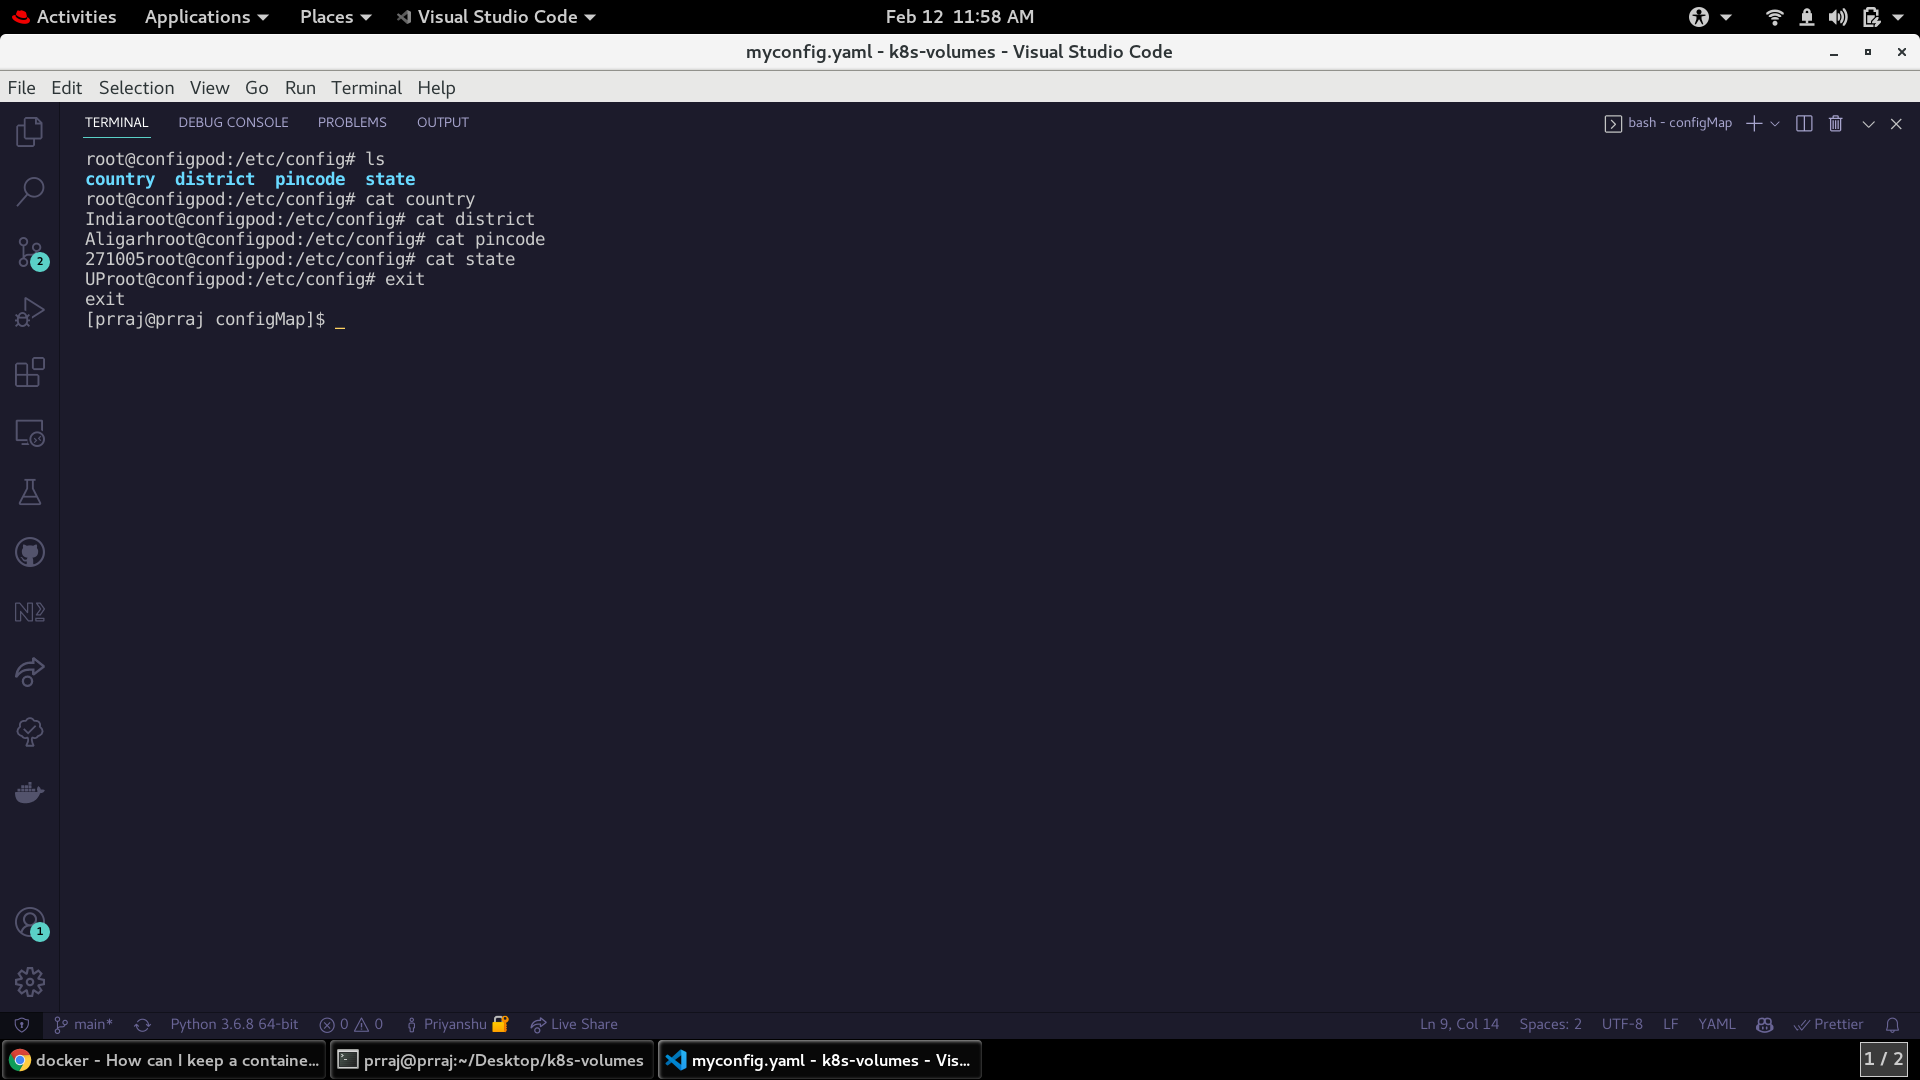 Activities Applications Places Visual Studio Code Feb 12 11:58 AM
myconfig.yaml - k8s-volumes - Visual Studio Code
File Edit Selection View Go Run Terminal Help
TERMINAL DEBUG CONSOLE PROBLEMS OUTPUT bash - configMap
root@configpod:/etc/config# ls
country district pincode state
root@configpod:/etc/config# cat country
Indiaroot@configpod:/etc/config# cat district
Aligarhroot@configpod:/etc/config# cat pincode
271005root@configpod:/etc/config# cat state
UProot@configpod:/etc/config# exit
exit
[prraj@prraj configMap]$ _
2
1
main* Python 3.6.8 64-bit 0 0 Priyanshu Live Share Ln 9, Col 14 Spaces: 2 UTF-8 LF YAML Prettier
docker - How can I keep a containe... prraj@prraj:~/Desktop/k8s-volumes myconfig.yaml - k8s-volumes - Vis... 1 / 2